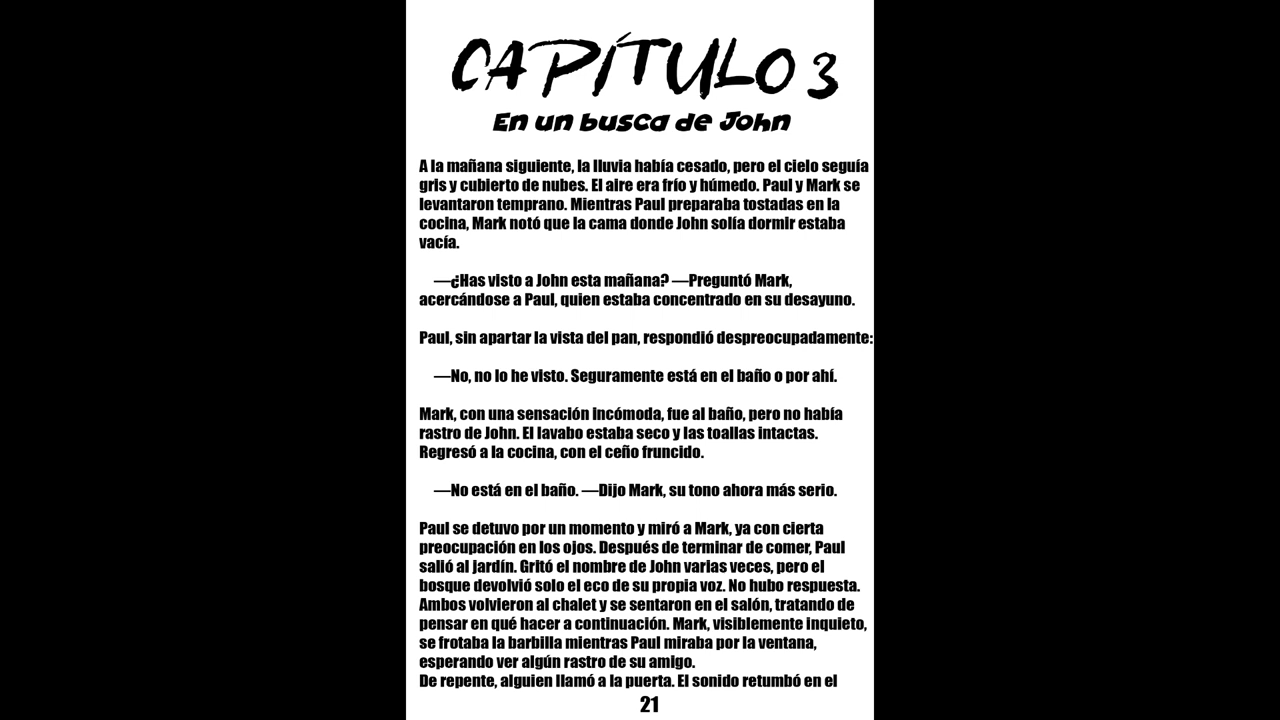 CAPÍTULO 3
En un busca de John
A la mañana siguiente, la lluvia había cesado, pero el cielo seguía
gris y cubierto de nubes. El aire era frío y húmedo. Paul y Mark se
levantaron temprano. Mientras Paul preparaba tostadas en la
cocina, Mark notó que la cama donde John solía dormir estaba
vacía.
—¿Has visto a John esta mañana? —Preguntó Mark,
acercándose a Paul, quien estaba concentrado en su desayuno.
Paul, sin apartar la vista del pan, respondió despreocupadamente:
—No, no lo he visto. Seguramente está en el baño o por ahí.
Mark, con una sensación incómoda, fue al baño, pero no había
rastro de John. El lavabo estaba seco y las toallas intactas.
Regresó a la cocina, con el ceño fruncido.
—No está en el baño. —Dijo Mark, su tono ahora más serio.
Paul se detuvo por un momento y miró a Mark, ya con cierta
preocupación en los ojos. Después de terminar de comer, Paul
salió al jardín. Gritó el nombre de John varias veces, pero el
bosque devolvió solo el eco de su propia voz. No hubo respuesta.
Ambos volvieron al chalet y se sentaron en el salón, tratando de
pensar en qué hacer a continuación. Mark, visiblemente inquieto,
se frotaba la barbilla mientras Paul miraba por la ventana,
esperando ver algún rastro de su amigo.
De repente, alguien llamó a la puerta. El sonido retumbó en el
21